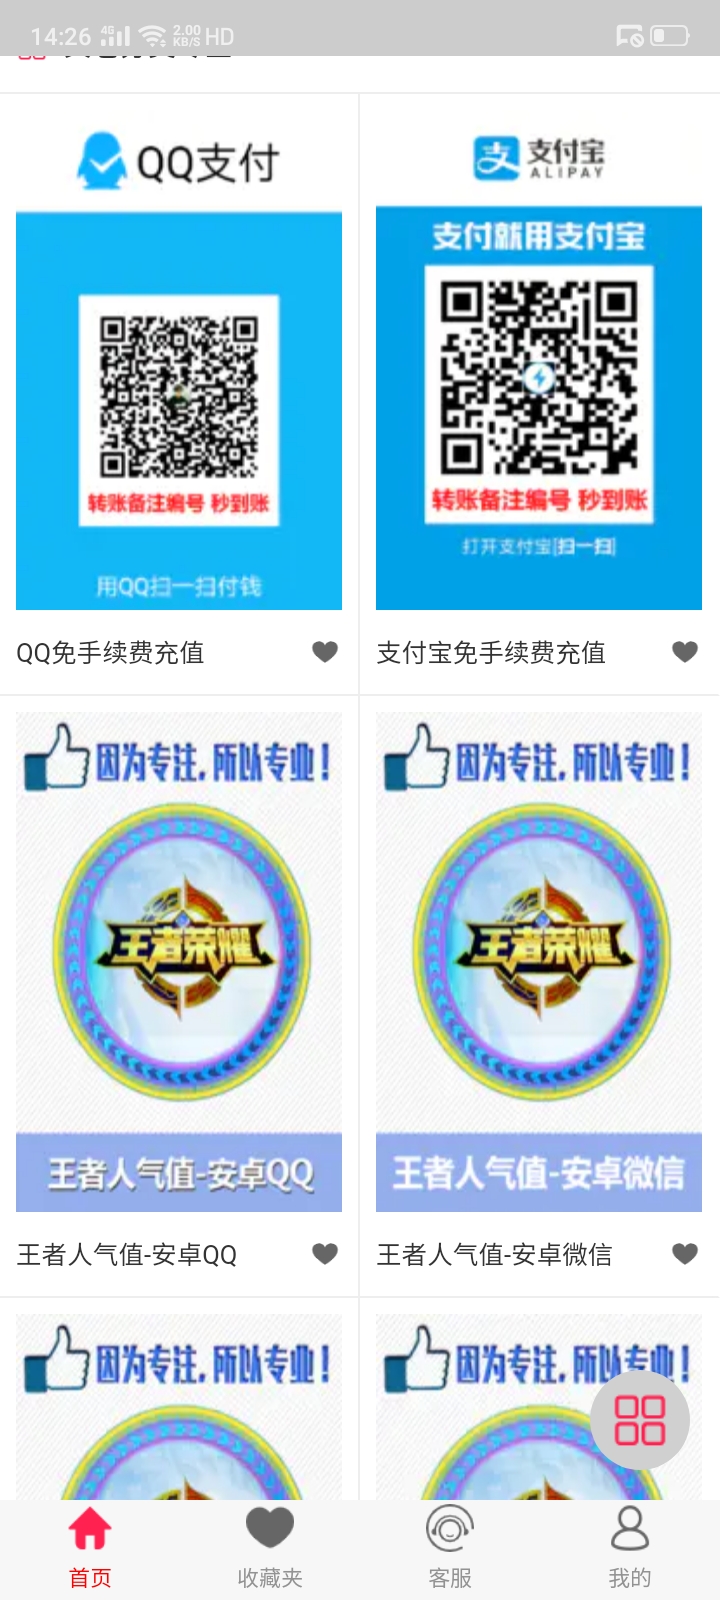 14:26 4G 2.00 KB/S HD
QQ支付
支付宝
ALIPAY
支付就用支付宝
转账备注编号 秒到账
转账备注编号 秒到账
打开支付宝[扫一扫]
用QQ扫一扫付钱
QQ免手续费充值
支付宝免手续费充值
因为专注,所以专业!
因为专注,所以专业!
王者荣耀
王者荣耀
王者人气值-安卓QQ
王者人气值-安卓微信
王者人气值-安卓QQ
王者人气值-安卓微信
因为专注,所以专业!
因为专注,所以专业!
首页
收藏夹
客服
我的